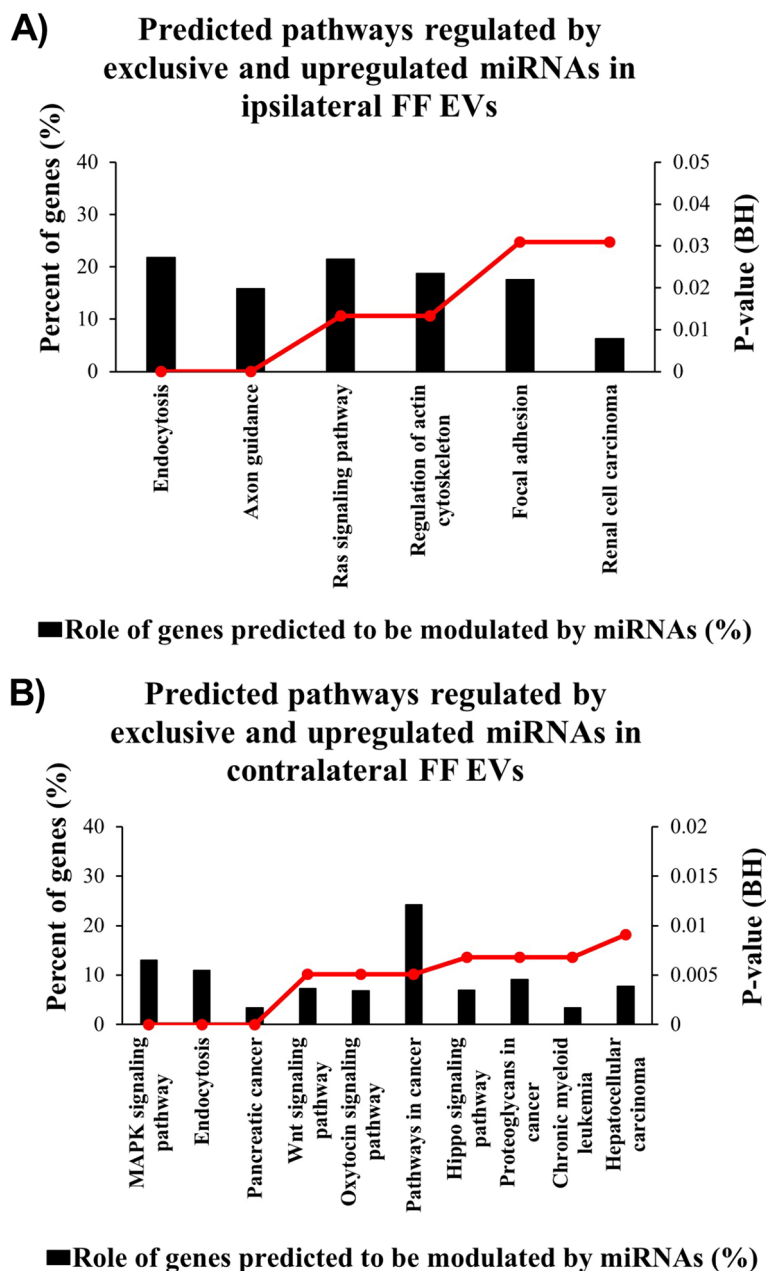 A)
Predicted pathways regulated by
exclusive and upregulated miRNAs in
ipsilateral FF EVs
Percent of genes (%)
40
30
20
10
0
0.05
0.04
0.03
0.02
0.01
0
P-value (BH)
Endocytosis
Axon guidance
Ras signaling pathway
Regulation of actin
cytoskeleton
Focal adhesion
Renal cell carcinoma
Role of genes predicted to be modulated by miRNAs (%)
B)
Predicted pathways regulated by
exclusive and upregulated miRNAs in
contralateral FF EVs
Percent of genes (%)
40
30
20
10
0
0.02
0.015
0.01
0.005
0
P-value (BH)
MAPK signaling
pathway
Endocytosis
Pancreatic cancer
Wnt signaling
pathway
Oxytocin signaling
pathway
Pathways in cancer
Hippo signaling
pathway
Proteoglycans in
cancer
Chronic myeloid
leukemia
Hepatocellular
carcinoma
Role of genes predicted to be modulated by miRNAs (%)